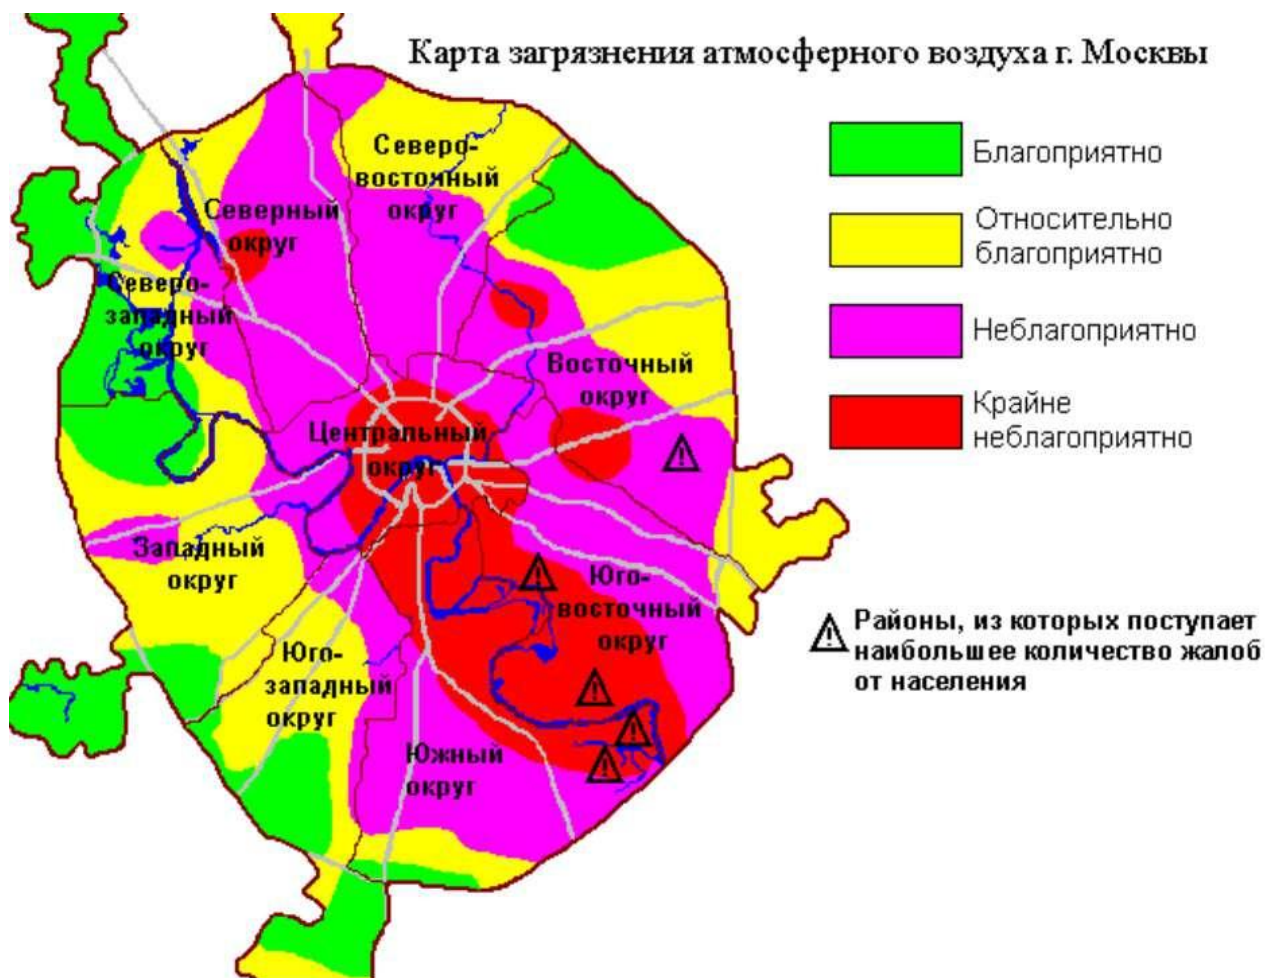 Карта загрязнения атмосферного воздуха г. Москвы
Благоприятно
Относительно
благоприятно
Неблагоприятно
Крайне
неблагоприятно
Районы, из которых поступает
наибольшее количество жалоб
от населения
Северо-
восточный
округ
Северный
округ
Северо-
западный
округ
Восточный
округ
Центральный
округ
Западный
округ
Юго-
восточный
округ
Юго-
западный
округ
Южный
округ